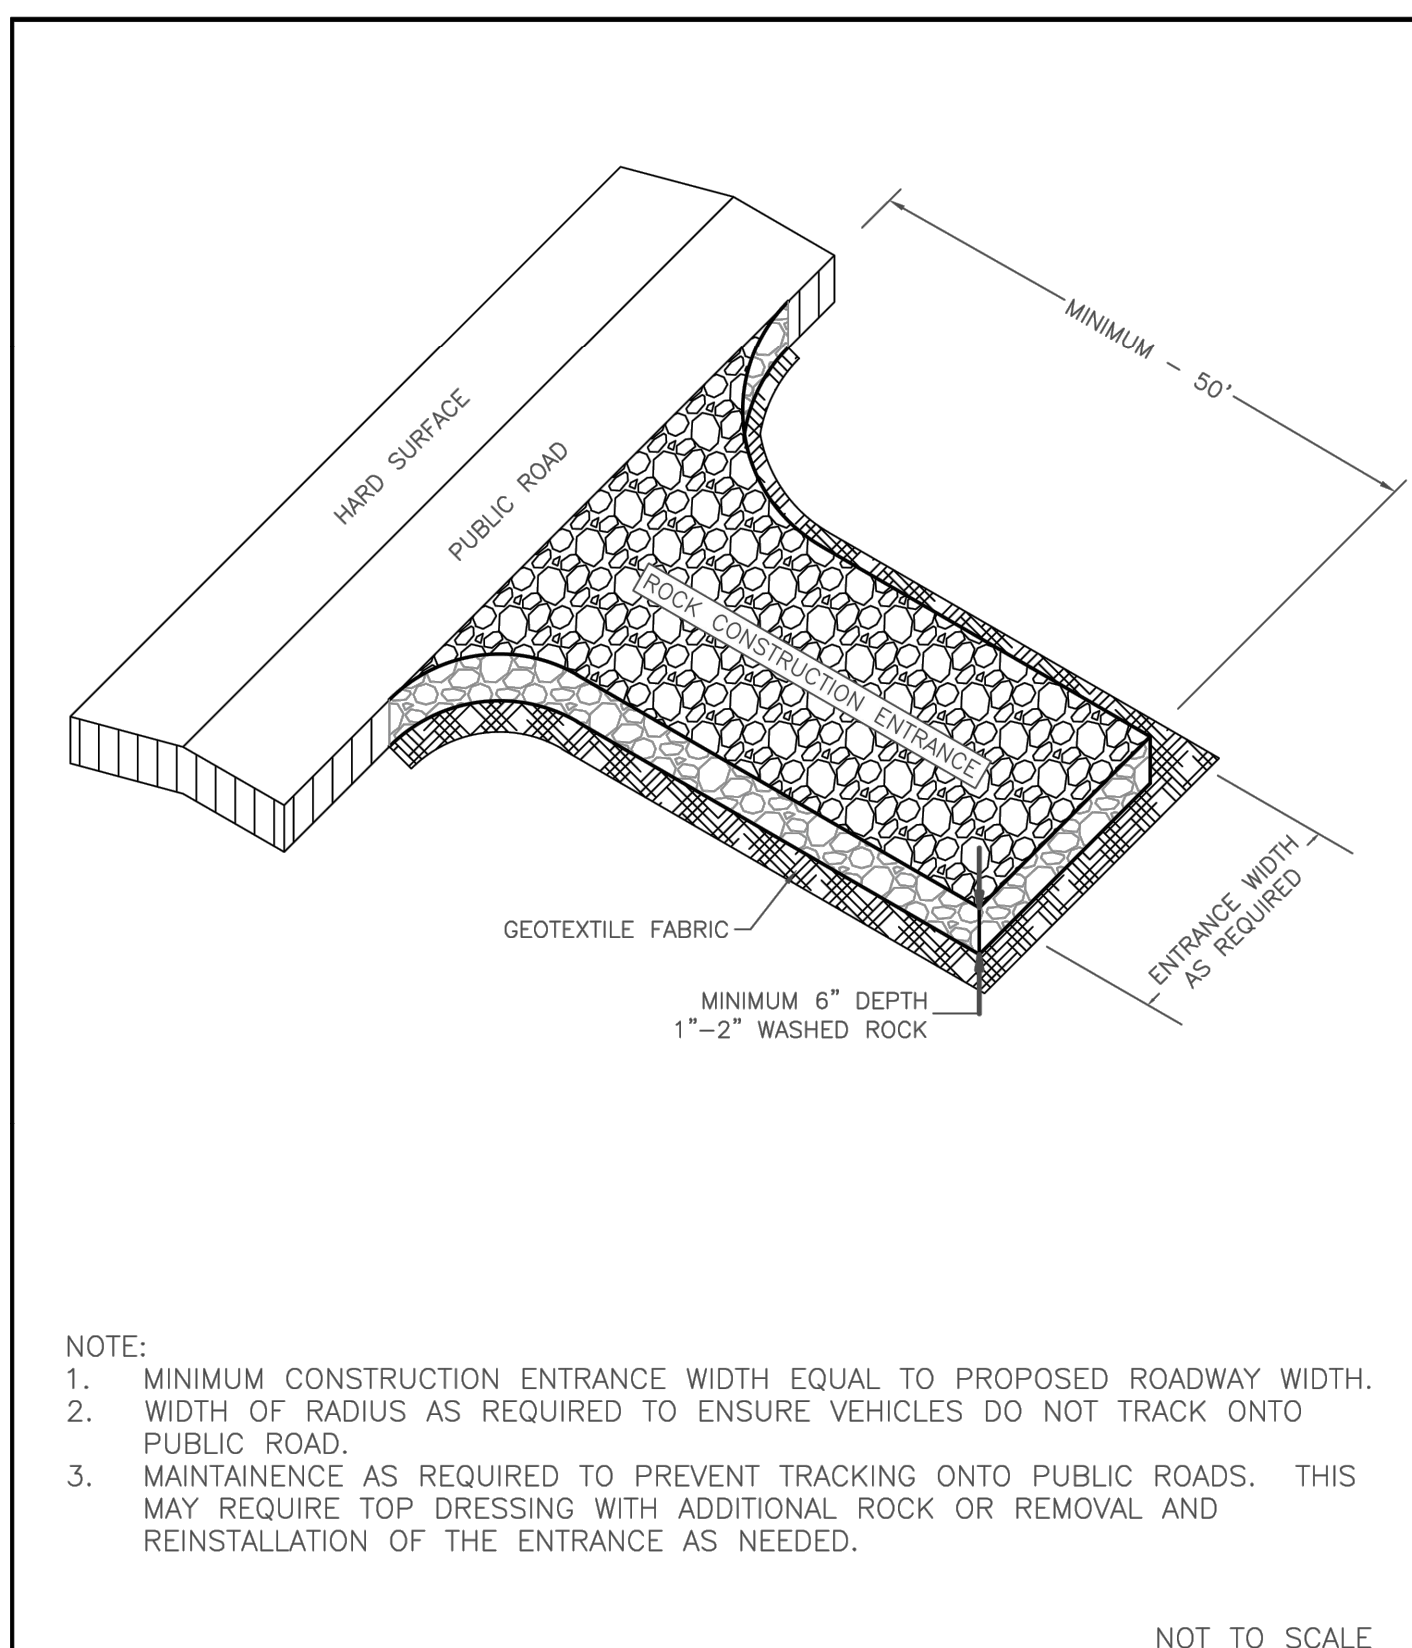 MINIMUM - 50'
HARD SURFACE
PUBLIC ROAD
ROCK CONSTRUCTION ENTRANCE
ENTRANCE WIDTH
AS REQUIRED
GEOTEXTILE FABRIC
MINIMUM 6" DEPTH
1"-2" WASHED ROCK
NOTE:
1. MINIMUM CONSTRUCTION ENTRANCE WIDTH EQUAL TO PROPOSED ROADWAY WIDTH.
2. WIDTH OF RADIUS AS REQUIRED TO ENSURE VEHICLES DO NOT TRACK ONTO
PUBLIC ROAD.
3. MAINTAINENCE AS REQUIRED TO PREVENT TRACKING ONTO PUBLIC ROADS. THIS
MAY REQUIRE TOP DRESSING WITH ADDITIONAL ROCK OR REMOVAL AND
REINSTALLATION OF THE ENTRANCE AS NEEDED.
NOT TO SCALE